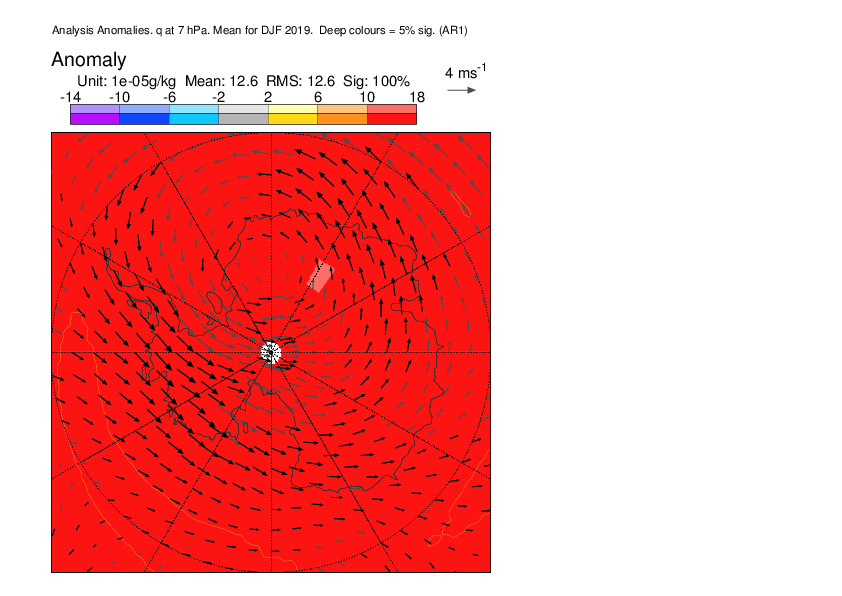 Analysis Anomalies. q at 7 hPa. Mean for DJF 2019.  Deep colours = 5% sig. (AR1)
Anomaly
4 ms-1
Unit: 1e-05g/kg  Mean: 12.6  RMS: 12.6  Sig: 100%
-14 -10 -6 -2 2 6 10 18